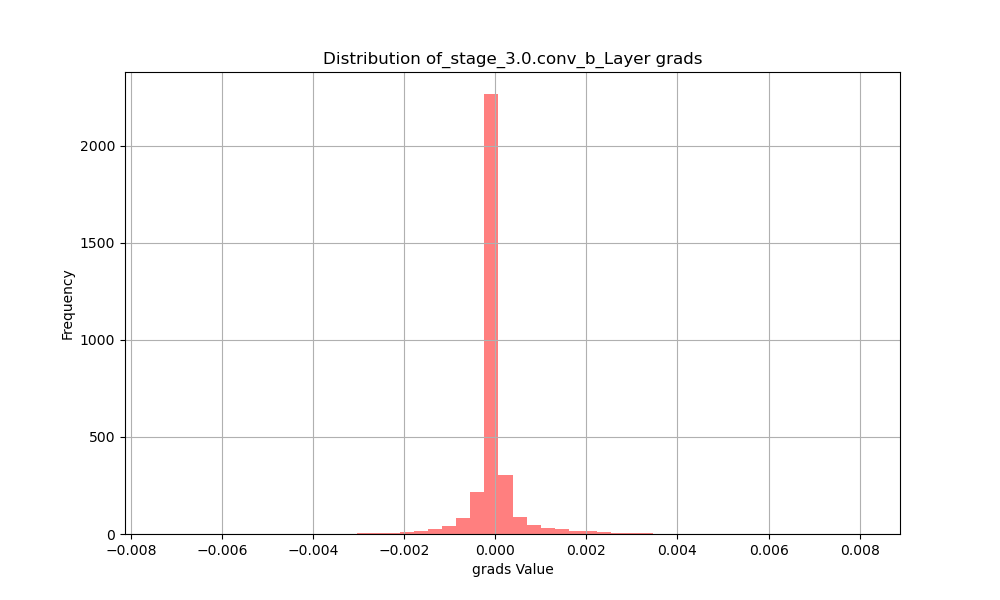 Distribution of_stage_3.0.conv_b_Layer grads
Frequency
2000
1500
1000
500
0
−0.008 −0.006 −0.004 −0.002 0.000 0.002 0.004 0.006 0.008
grads Value